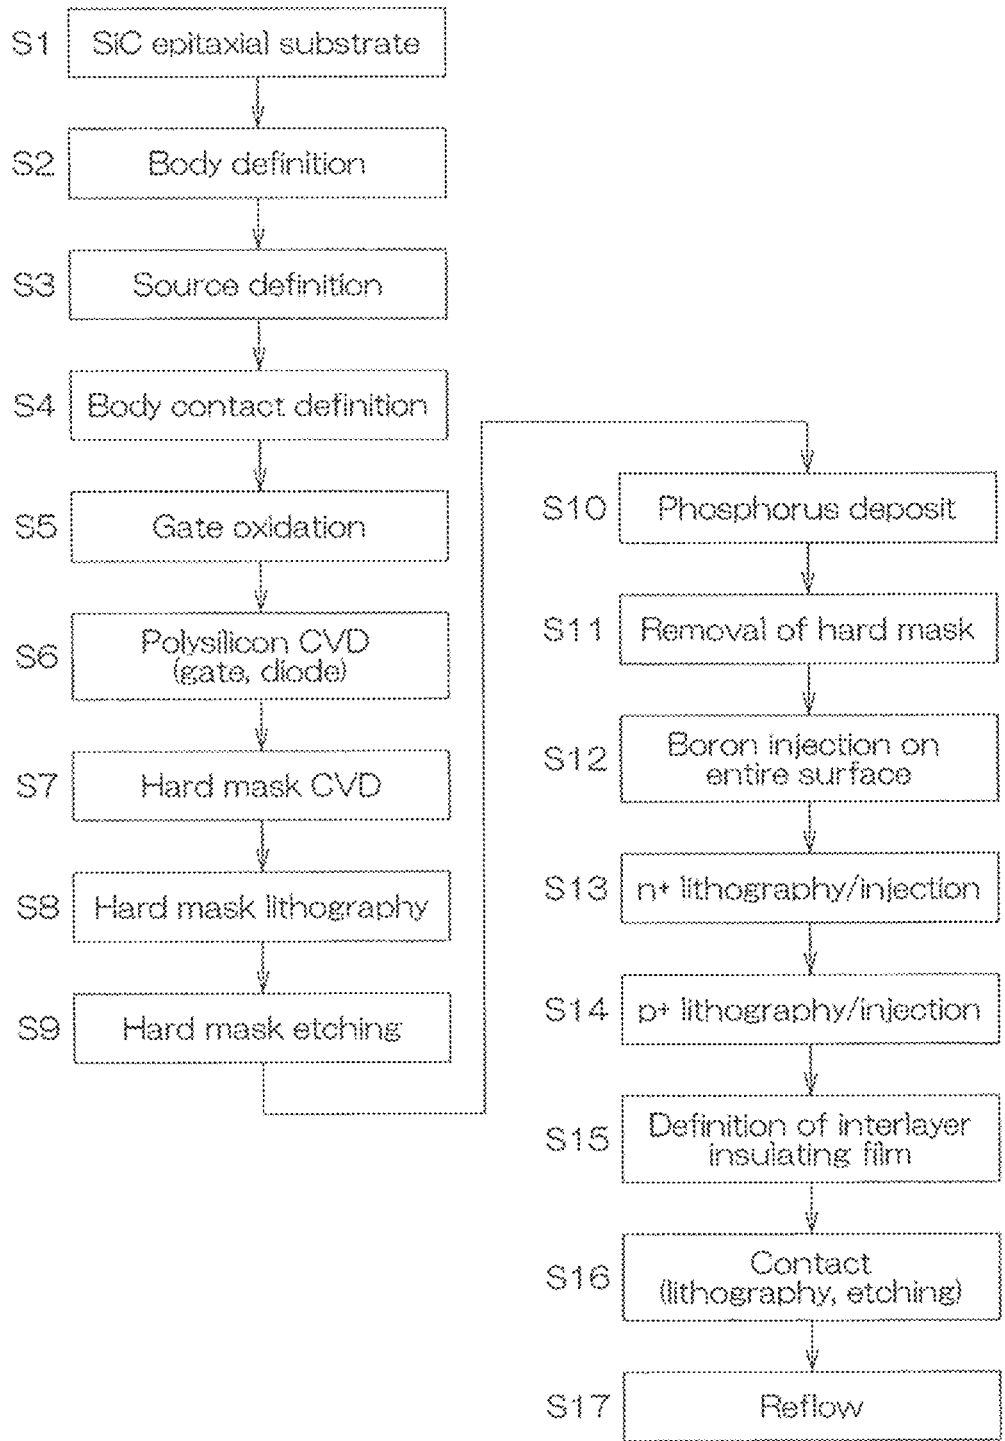 S1 SiC epitaxial substrate
S2 Body definition
S3 Source definition
S4 Body contact definition
S5 Gate oxidation
S6 Polysilicon CVD
(gate, diode)
S7 Hard mask CVD
S8 Hard mask lithography
S9 Hard mask etching
S10 Phosphorus deposit
S11 Removal of hard mask
S12 Boron injection on
entire surface
S13 n+ lithography/injection
S14 p+ lithography/injection
S15 Definition of interlayer
insulating film
S16 Contact
(lithography, etching)
S17 Reflow